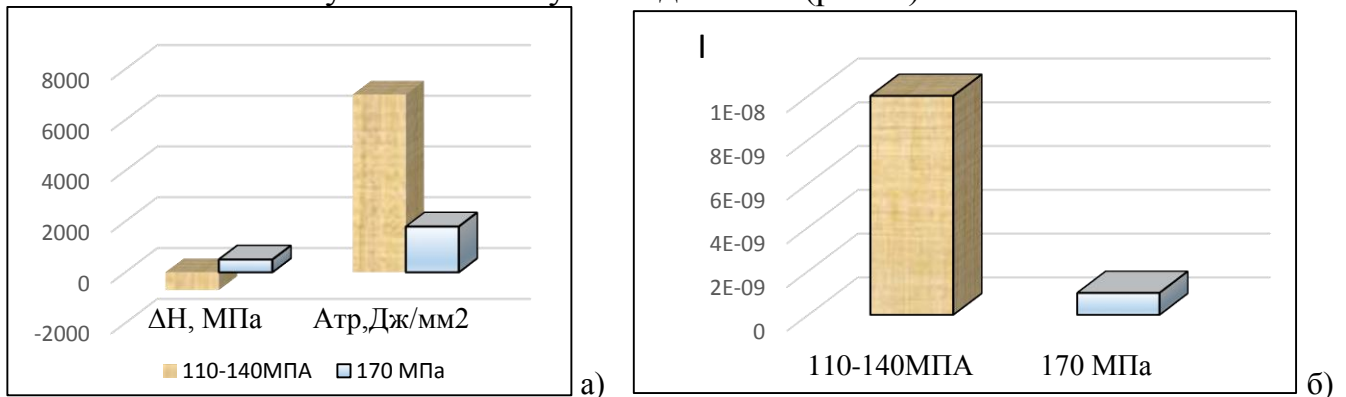 8000
6000
4000
2000
0
-2000
ΔH, МПа
Атр,Дж/мм2
110-140МПА
170 МПа
а)
I
1E-08
8E-09
6E-09
4E-09
2E-09
0
110-140МПА
170 МПа
б)